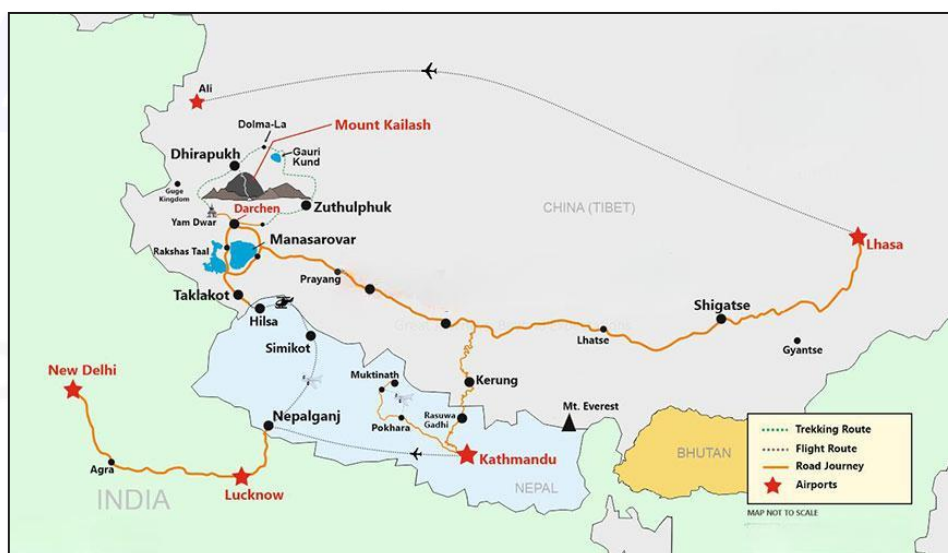 Ali
Dolma-La
Mount Kailash
Dhirapukh
Gauri
Kund
Guge
Kingdom
Zuthulphuk
Darchen
Yam Dwar
CHINA (TIBET)
Manasarovar
Rakshas Taal
Lhasa
Prayang
Taklakot
Hilsa
Shigatse
Simikot
Lhatse
Gyantse
New Delhi
Muktinath
Kerung
Mt. Everest
Nepalganj
Pokhara
Rasuwa
Gadhi
Kathmandu
Agra
Lucknow
INDIA
NEPAL
BHUTAN
Trekking Route
Flight Route
Road Journey
Airports
MAP NOT TO SCALE